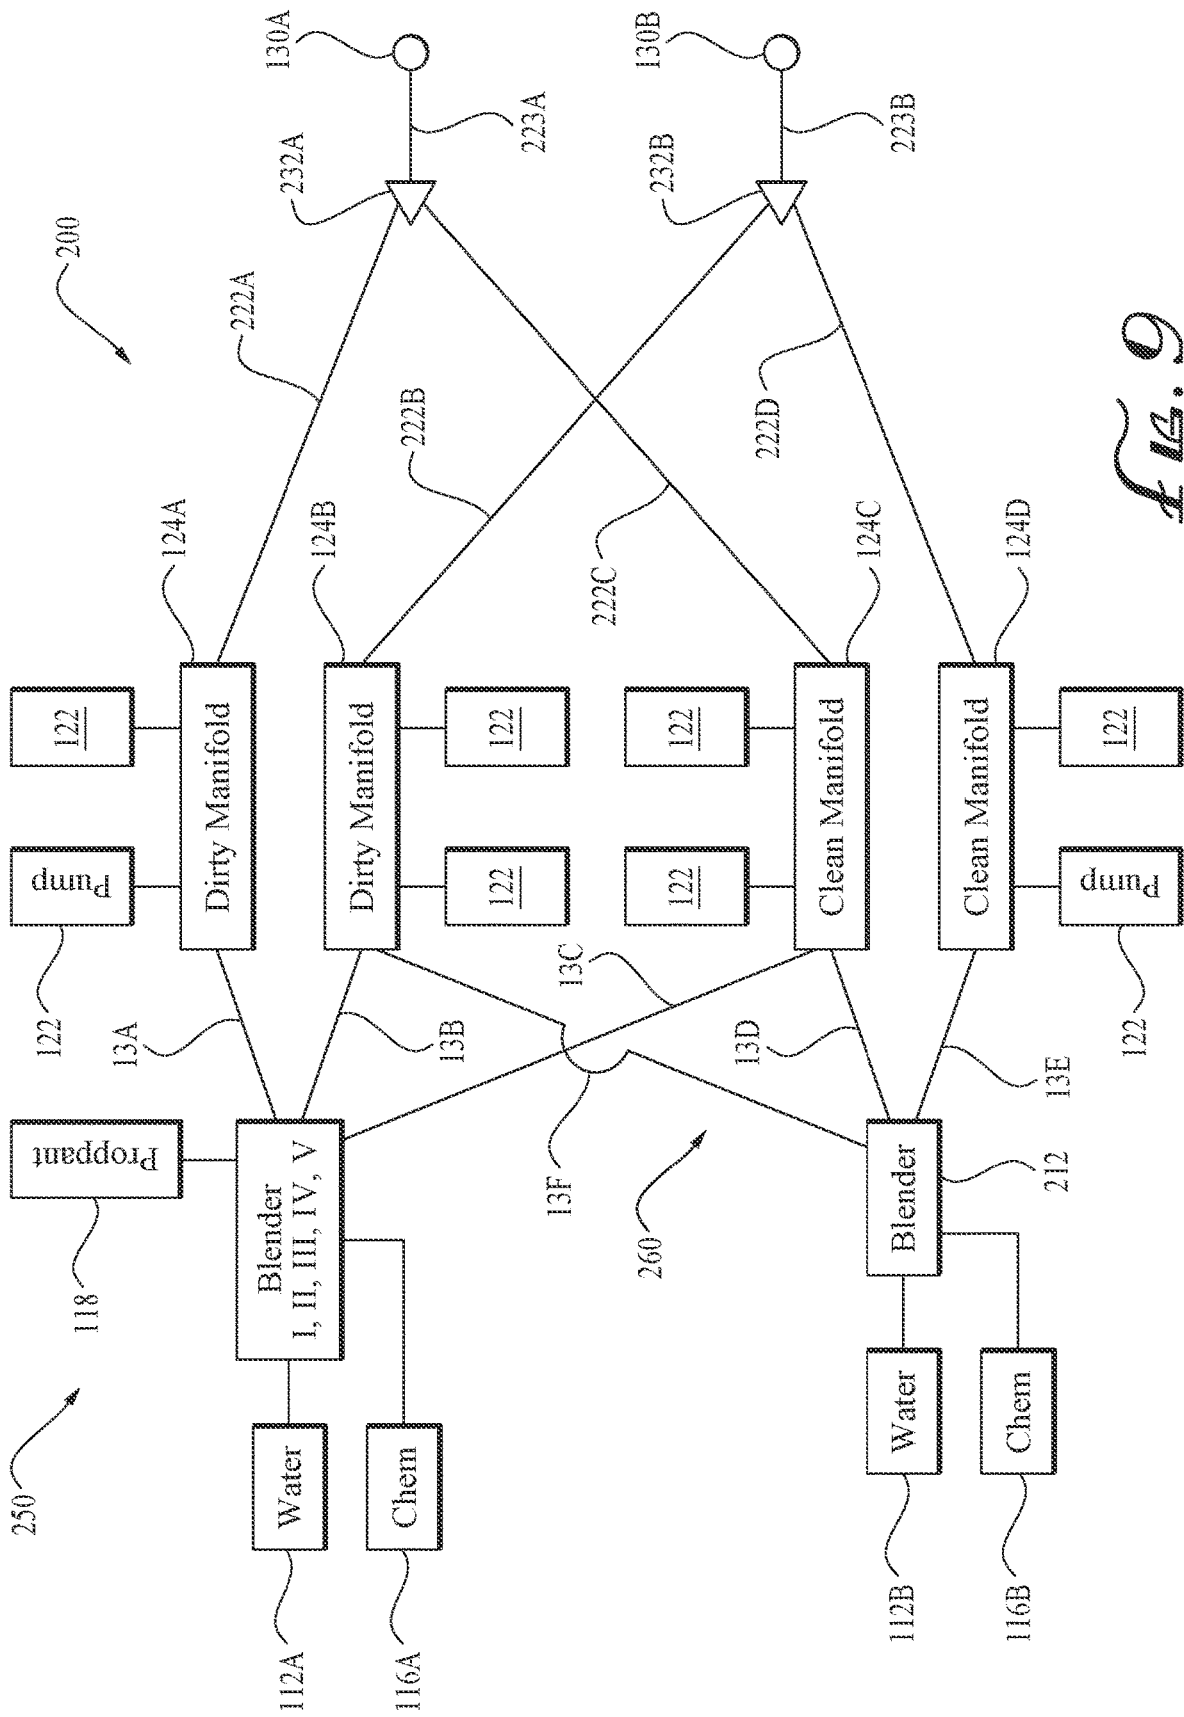 250
118
Proppant
122
Pump
122
200
112A
Water
Blender
I, II, III, IV, V
13A
Dirty Manifold
124A
222A
232A
130A
223A
116A
Chem
13B
Dirty Manifold
124B
222B
122
122
13F
13C
260
122
122
222C
222D
232B
130B
223B
112B
Water
Blender
212
13D
Clean Manifold
124C
116B
Chem
13E
Clean Manifold
124D
122
Pump
122
FIG. 9